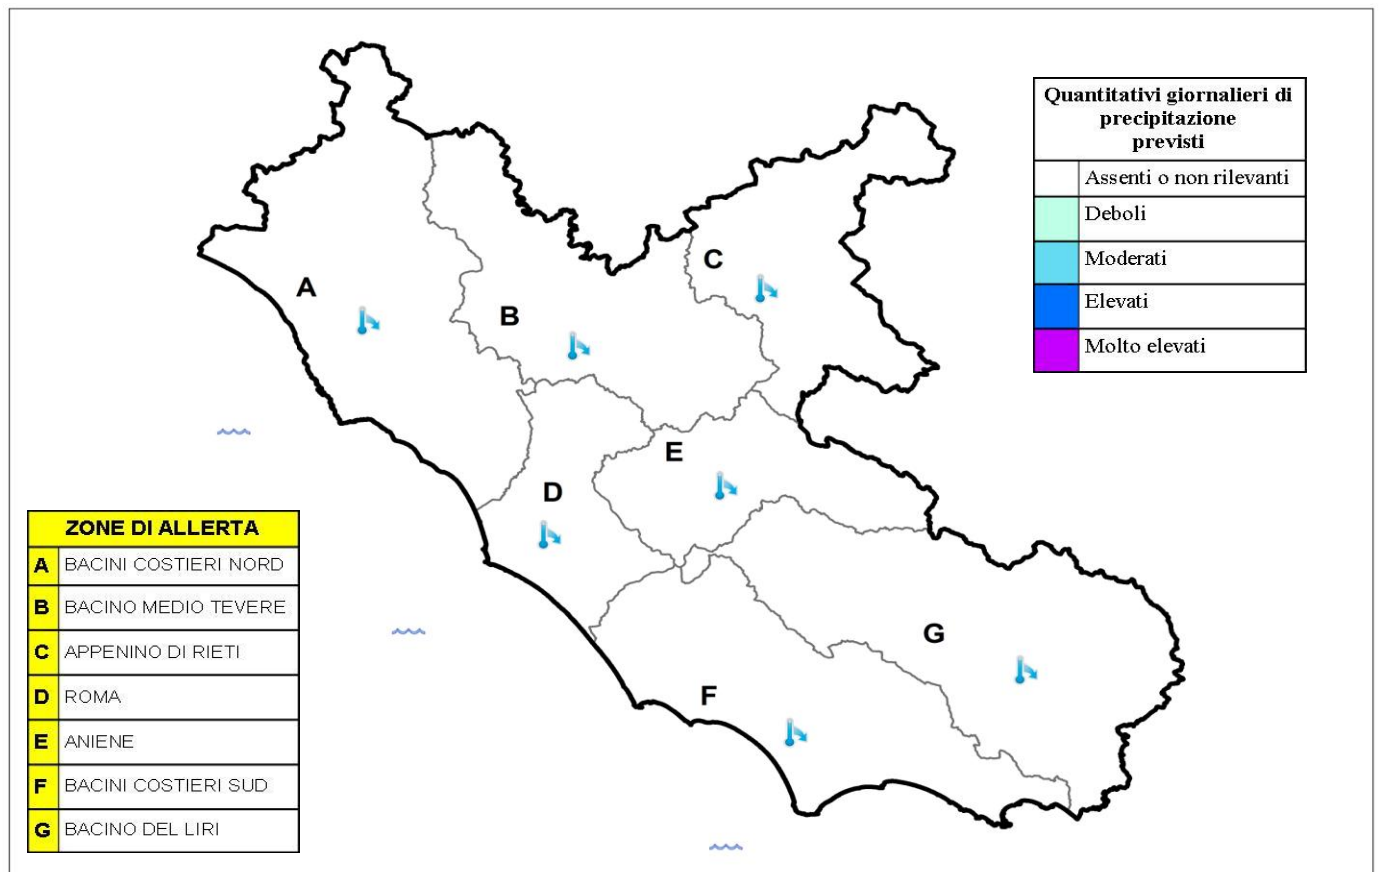 Quantitativi giornalieri di
precipitazione
previsti
Assenti o non rilevanti
Deboli
Moderati
Elevati
Molto elevati
A
B
C
D
E
F
G
ZONE DI ALLERTA
A BACINI COSTIERI NORD
B BACINO MEDIO TEVERE
C APPENINO DI RIETI
D ROMA
E ANIENE
F BACINI COSTIERI SUD
G BACINO DEL LIRI